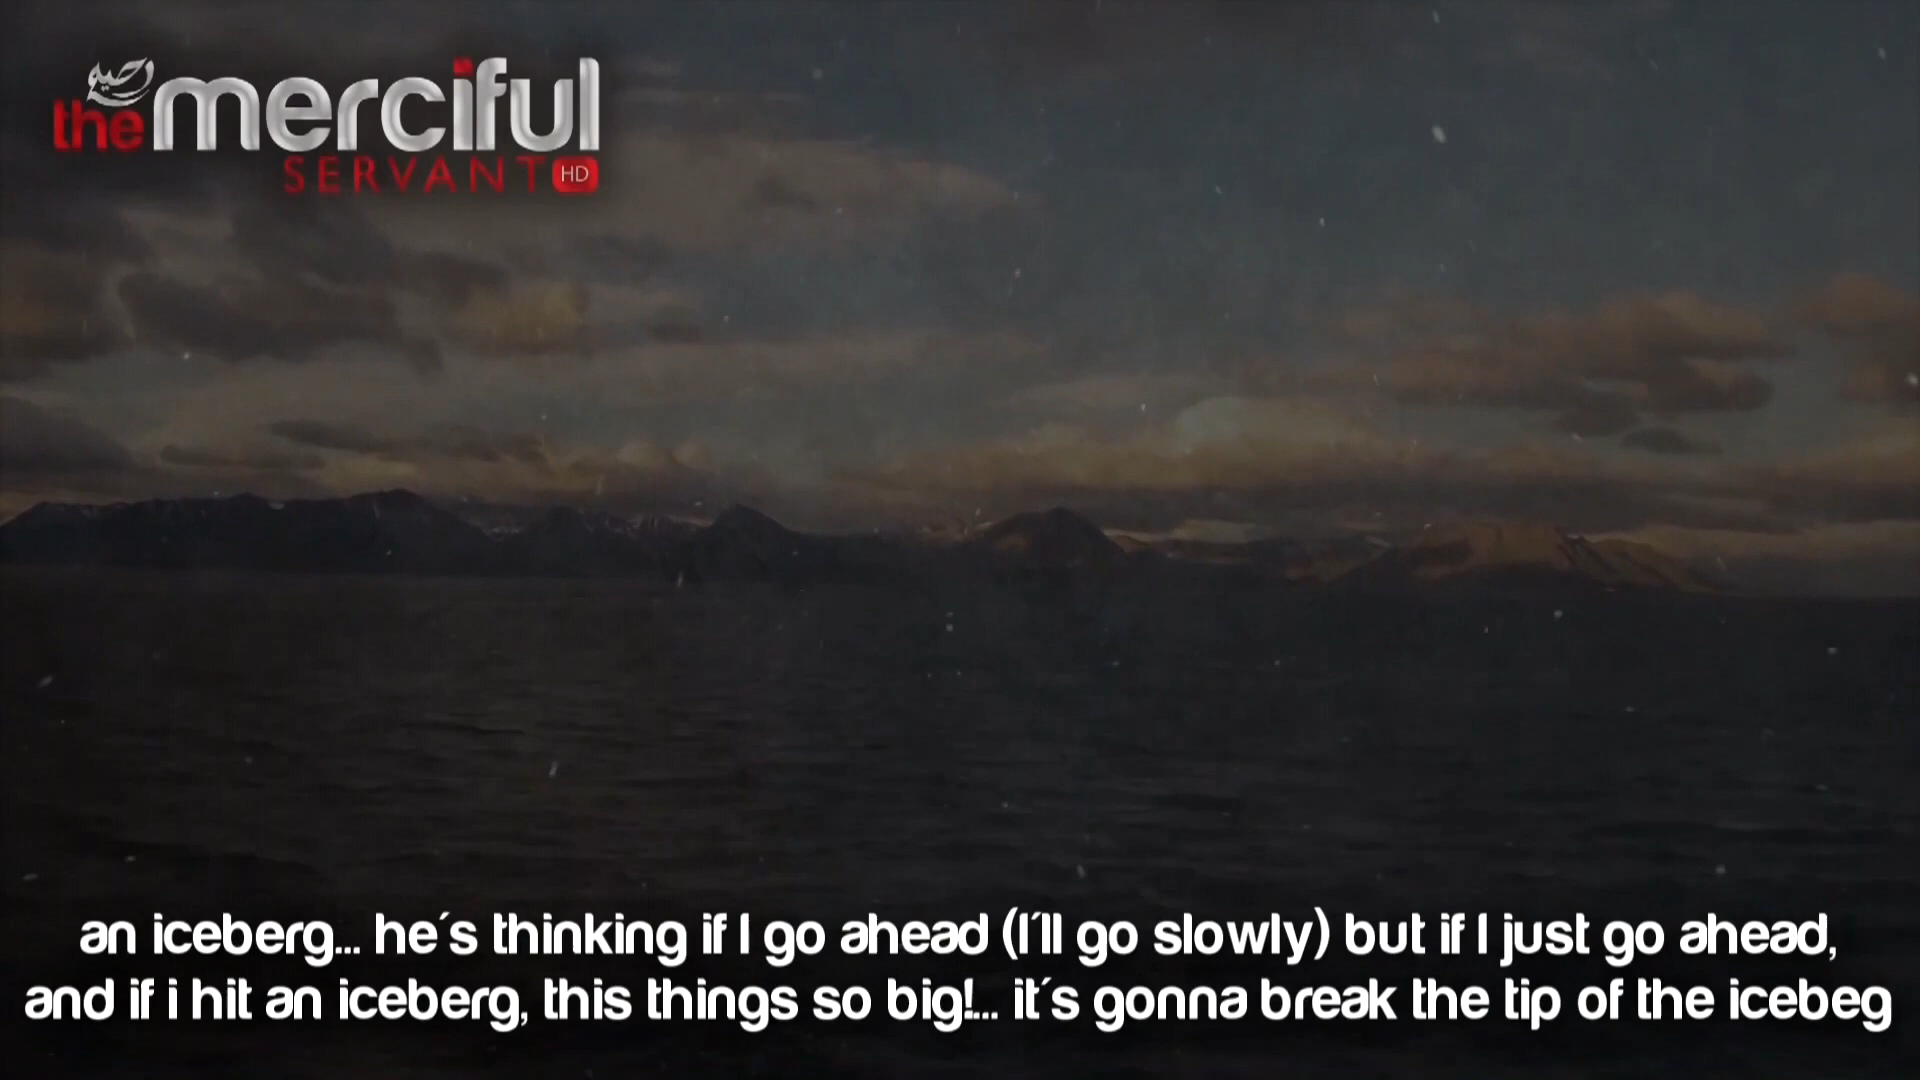 رحيم
the merciful
SERVANT HD
an iceberg... he´s thinking if I go ahead (I´ll go slowly) but if I just go ahead,
and if i hit an iceberg, this things so big!... it´s gonna break the tip of the icebeg